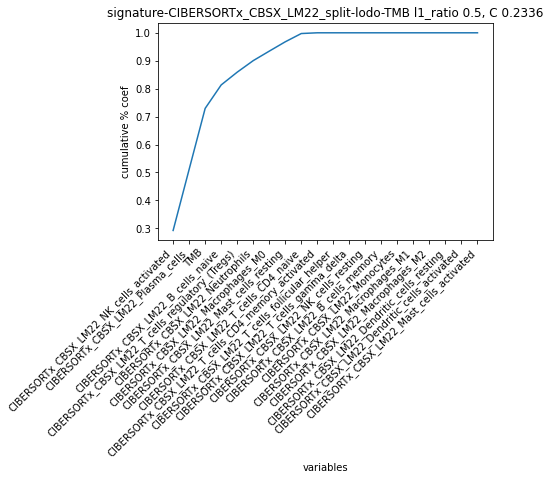 signature-CIBERSORTx_CBSX_LM22_split-lodo-TMB l1_ratio 0.5, C 0.2336
cumulative % coef
1.0
0.9
0.8
0.7
0.6
0.5
0.4
0.3
CIBERSORTx_CBSX_LM22_NK_cells_activated
CIBERSORTx_CBSX_LM22_Plasma_cells
TMB
CIBERSORTx_CBSX_LM22_B_cells_naive
CIBERSORTx_CBSX_LM22_T_cells_regulatory_(Tregs)
CIBERSORTx_CBSX_LM22_Neutrophils
CIBERSORTx_CBSX_LM22_Macrophages_M0
CIBERSORTx_CBSX_LM22_Mast_cells_resting
CIBERSORTx_CBSX_LM22_T_cells_CD4_naive
CIBERSORTx_CBSX_LM22_T_cells_CD4_memory_activated
CIBERSORTx_CBSX_LM22_T_cells_follicular_helper
CIBERSORTx_CBSX_LM22_T_cells_gamma_delta
CIBERSORTx_CBSX_LM22_NK_cells_resting
CIBERSORTx_CBSX_LM22_B_cells_memory
CIBERSORTx_CBSX_LM22_Monocytes
CIBERSORTx_CBSX_LM22_Macrophages_M1
CIBERSORTx_CBSX_LM22_Macrophages_M2
CIBERSORTx_CBSX_LM22_Dendritic_cells_resting
CIBERSORTx_CBSX_LM22_Dendritic_cells_activated
CIBERSORTx_CBSX_LM22_Mast_cells_activated
variables